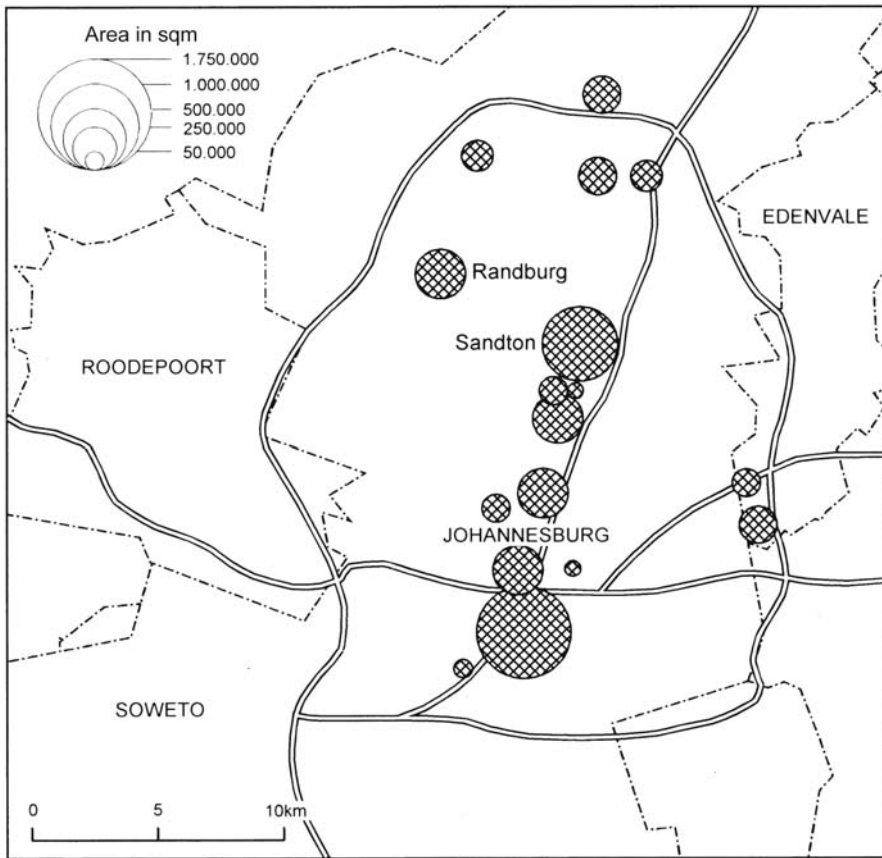 Area in sqm
1.750.000
1.000.000
500.000
250.000
50.000
EDENVALE
Randburg
Sandton
ROODEPOORT
JOHANNESBURG
SOWETO
0 5 10km